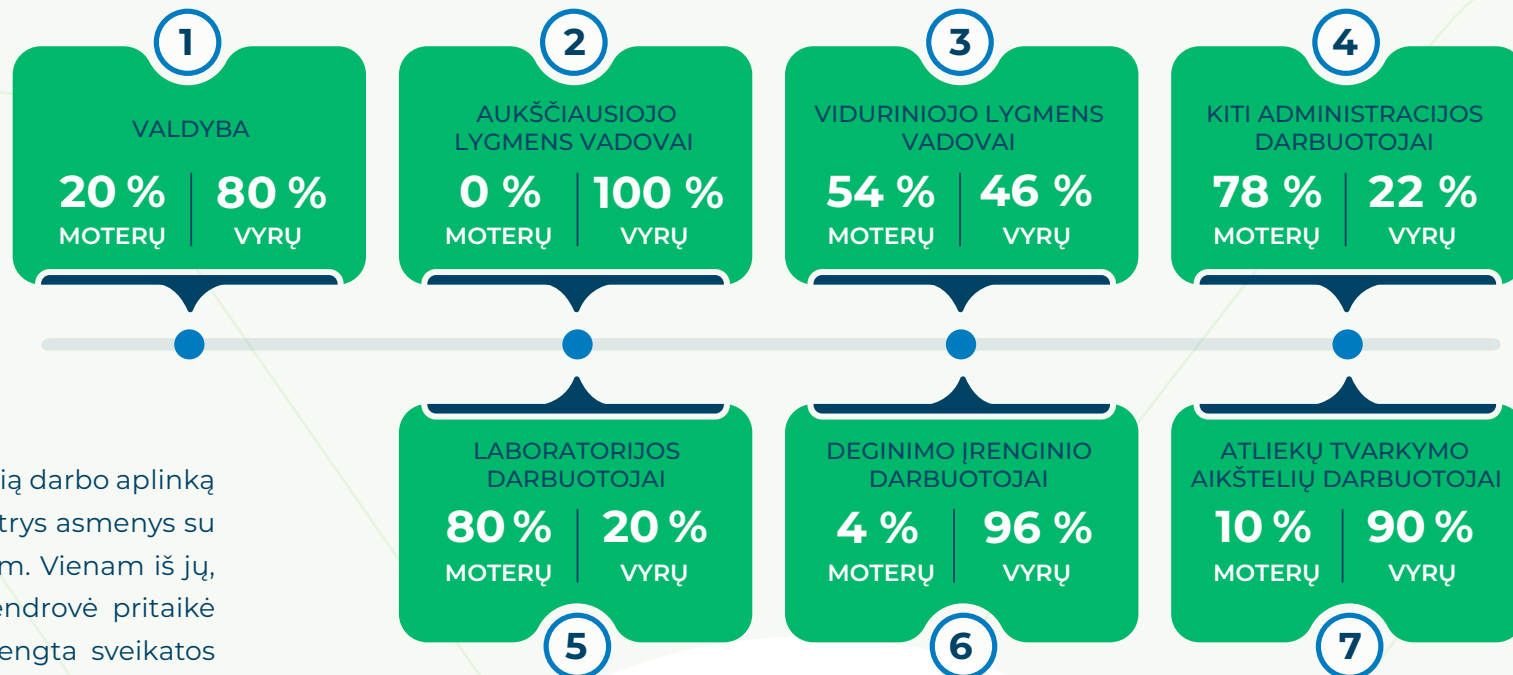 1
VALDYBA
20 % 80 %
MOTERŲ VYRŲ
2
AUKŠČIAUSIOJO
LYGMENS VADOVAI
0 % 100 %
MOTERŲ VYRŲ
3
VIDURINIOJO LYGMENS
VADOVAI
54 % 46 %
MOTERŲ VYRŲ
4
KITI ADMINISTRACIJOS
DARBUOTOJAI
78 % 22 %
MOTERŲ VYRŲ
LABORATORIJOS
DARBUOTOJAI
80 % 20 %
MOTERŲ VYRŲ
5
DEGINIMO ĮRENGINIO
DARBUOTOJAI
4 % 96 %
MOTERŲ VYRŲ
6
ATLIEKŲ TVARKYMO
AIKŠTELIŲ DARBUOTOJAI
10 % 90 %
MOTERŲ VYRŲ
7
darbo aplinką
trys asmenys su
Vienam iš jų,
pritaikė
sveikatos